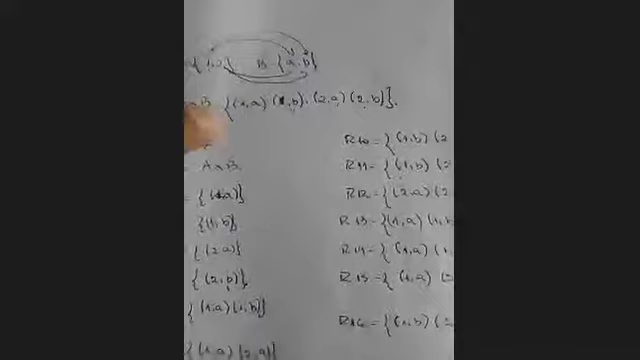 {1,2} B={a,b}
{(1,a) (1,b), (2,a) (2,b)}.
= AxB
{(1,a)}
{(1,b)}
{(2,a)}
{(2,b)},
{(1,a)(1,b)}
{(1,a)(2,a)}
R10={(1,b)(2
R11={(1,b)(2
R12={(2,a)(2
R13={(1,a)(1,b
R14={(1,a)(1,
R15={(1,a)(2
R16={(1,b)(2